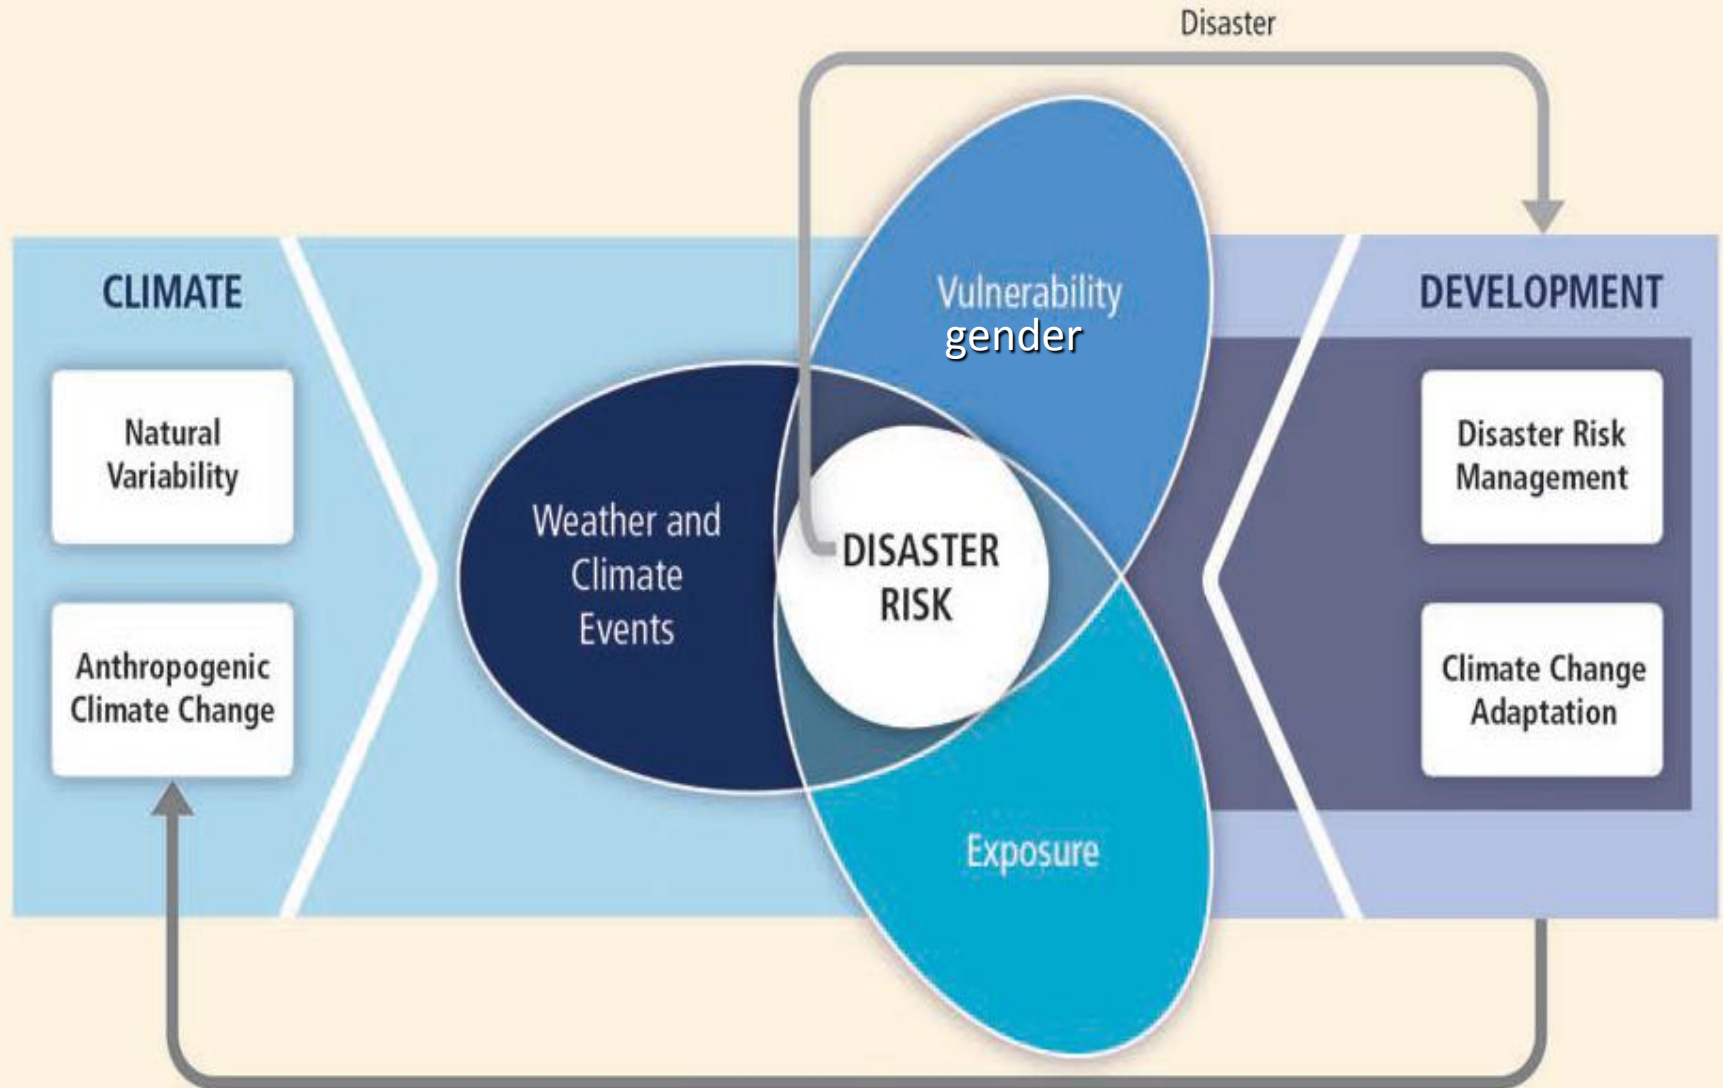 Disaster
CLIMATE
Natural
Variability
Anthropogenic
Climate Change
Weather and
Climate
Events
Vulnerability
gender
DISASTER
RISK
Exposure
DEVELOPMENT
Disaster Risk
Management
Climate Change
Adaptation